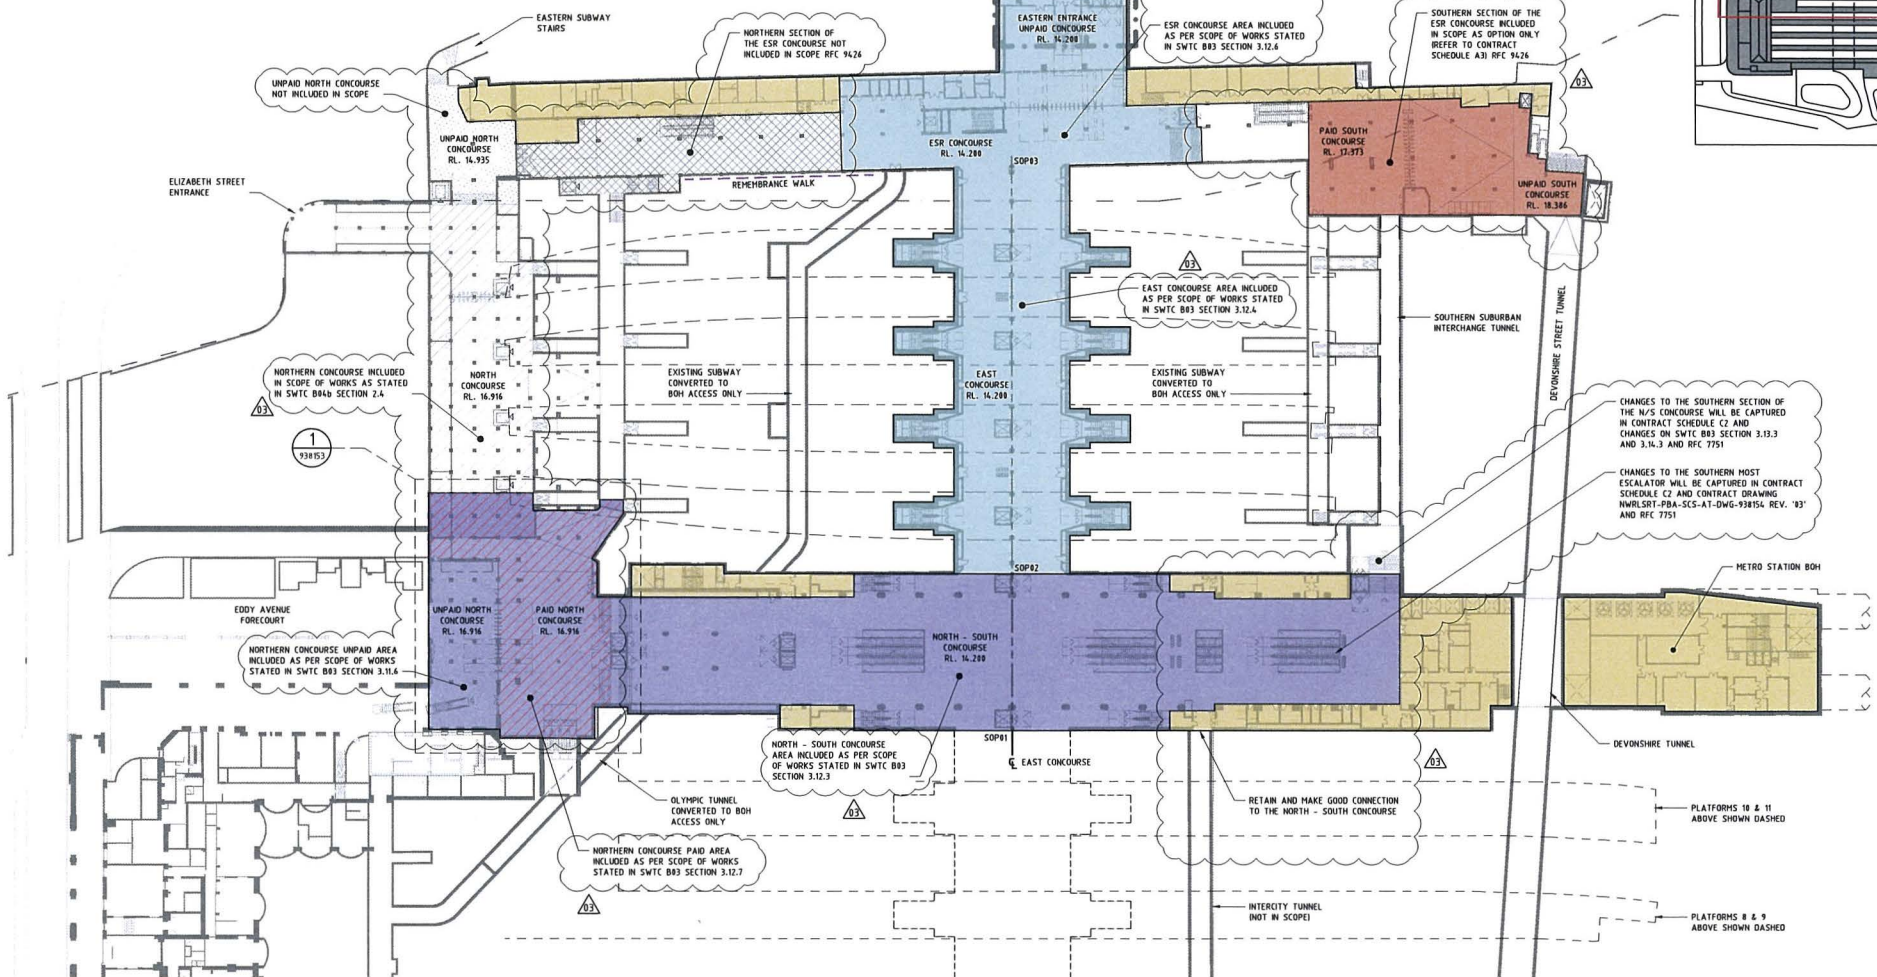 EASTERN SUBWAY
STAIRS
NORTHERN SECTION OF
THE ESR CONCOURSE NOT
INCLUDED IN SCOPE RFC 9426
EASTERN ENTRANCE
UNPAID CONCOURSE
RL. 14.200
ESR CONCOURSE AREA INCLUDED
AS PER SCOPE OF WORKS STATED
IN SWTC B03 SECTION 3.12.6
SOUTHERN SECTION OF THE
ESR CONCOURSE INCLUDED
IN SCOPE AS OPTION ONLY
(REFER TO CONTRACT
SCHEDULE A3) RFC 9426
03
UNPAID NORTH CONCOURSE
NOT INCLUDED IN SCOPE
UNPAID NORTH
CONCOURSE
RL. 14.935
ESR CONCOURSE
RL. 14.200
SOP03
PAID SOUTH
CONCOURSE
RL. 17.373
UNPAID SOUTH
CONCOURSE
RL. 18.386
ELIZABETH STREET
ENTRANCE
REMEMBRANCE WALK
03
EAST CONCOURSE AREA INCLUDED
AS PER SCOPE OF WORKS STATED
IN SWTC B03 SECTION 3.12.4
SOUTHERN SUBURBAN
INTERCHANGE TUNNEL
DEVONSHIRE STREET TUNNEL
NORTHERN CONCOURSE INCLUDED
IN SCOPE OF WORKS AS STATED
IN SWTC B04b SECTION 2.4
03
NORTH
CONCOURSE
RL. 16.916
EXISTING SUBWAY
CONVERTED TO
BOH ACCESS ONLY
EAST
CONCOURSE
RL. 14.200
EXISTING SUBWAY
CONVERTED TO
BOH ACCESS ONLY
CHANGES TO THE SOUTHERN SECTION OF
THE N/S CONCOURSE WILL BE CAPTURED
IN CONTRACT SCHEDULE C2 AND
CHANGES ON SWTC B03 SECTION 3.13.3
AND 3.14.3 AND RFC 7751
1
938153
CHANGES TO THE SOUTHERN MOST
ESCALATOR WILL BE CAPTURED IN CONTRACT
SCHEDULE C2 AND CONTRACT DRAWING
NWRLSRT-PBA-SCS-AT-DWG-938154 REV. '03'
AND RFC 7751
SOP02
METRO STATION BOH
EDDY AVENUE
FORECOURT
UNPAID NORTH
CONCOURSE
RL. 16.916
PAID NORTH
CONCOURSE
RL. 16.916
NORTH - SOUTH
CONCOURSE
RL. 14.200
NORTHERN CONCOURSE UNPAID AREA
INCLUDED AS PER SCOPE OF WORKS
STATED IN SWTC B03 SECTION 3.11.6
SOP01
NORTH - SOUTH CONCOURSE
AREA INCLUDED AS PER SCOPE
OF WORKS STATED IN SWTC B03
SECTION 3.12.3
03
EAST CONCOURSE
DEVONSHIRE TUNNEL
03
OLYMPIC TUNNEL
CONVERTED TO BOH
ACCESS ONLY
RETAIN AND MAKE GOOD CONNECTION
TO THE NORTH - SOUTH CONCOURSE
PLATFORMS 10 & 11
ABOVE SHOWN DASHED
NORTHERN CONCOURSE PAID AREA
INCLUDED AS PER SCOPE OF WORKS
STATED IN SWTC B03 SECTION 3.12.7
03
INTERCITY TUNNEL
(NOT IN SCOPE)
PLATFORMS 8 & 9
ABOVE SHOWN DASHED